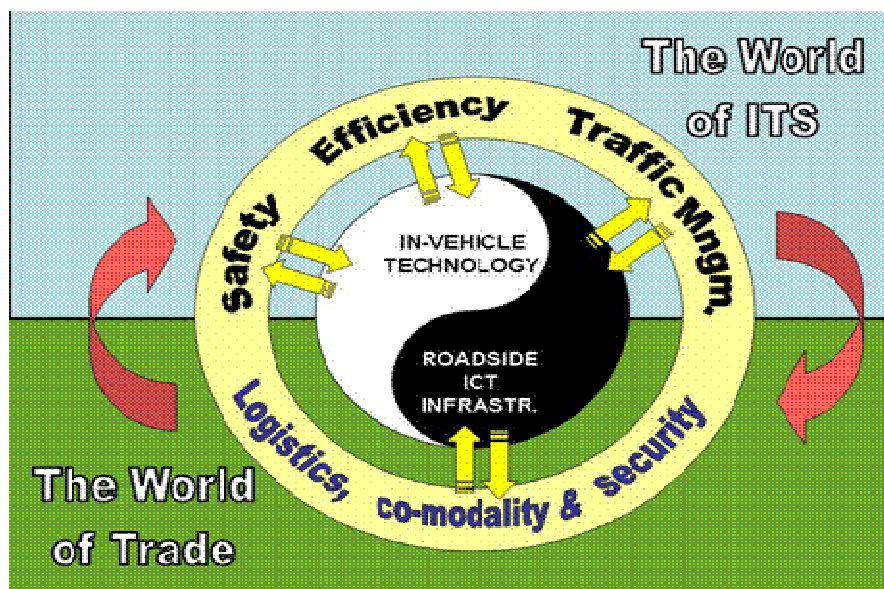 The World
of ITS
Safety Efficiency Traffic Mngm.
IN-VEHICLE
TECHNOLOGY
ROADSIDE
ICT
INFRASTR.
Logistics, co-modality & security
The World
of Trade